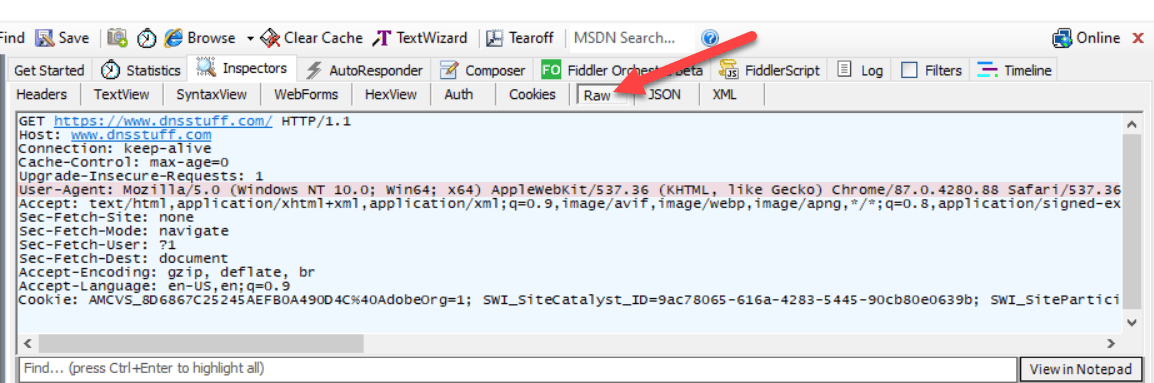 Find Save Browse Clear Cache TextWizard Tearoff MSDN Search... Online
Get Started Statistics Inspectors AutoResponder Composer FO Fiddler Orchestra Beta FiddlerScript Log Filters Timeline
Headers TextView SyntaxView WebForms HexView Auth Cookies Raw JSON XML
GET https://www.dnsstuff.com/ HTTP/1.1
Host: www.dnsstuff.com
Connection: keep-alive
Cache-Control: max-age=0
Upgrade-Insecure-Requests: 1
User-Agent: Mozilla/5.0 (Windows NT 10.0; Win64; x64) AppleWebKit/537.36 (KHTML, like Gecko) Chrome/87.0.4280.88 Safari/537.36
Accept: text/html,application/xhtml+xml,application/xml;q=0.9,image/avif,image/webp,image/apng,*/*;q=0.8,application/signed-ex
Sec-Fetch-Site: none
Sec-Fetch-Mode: navigate
Sec-Fetch-User: ?1
Sec-Fetch-Dest: document
Accept-Encoding: gzip, deflate, br
Accept-Language: en-US,en;q=0.9
Cookie: AMCVS_8D6867C25245AEFB0A490D4C%40AdobeOrg=1; SWI_SiteCatalyst_ID=9ac78065-616a-4283-5445-90cb80e0639b; SWI_SitePartici
Find... (press Ctrl+Enter to highlight all) View in Notepad